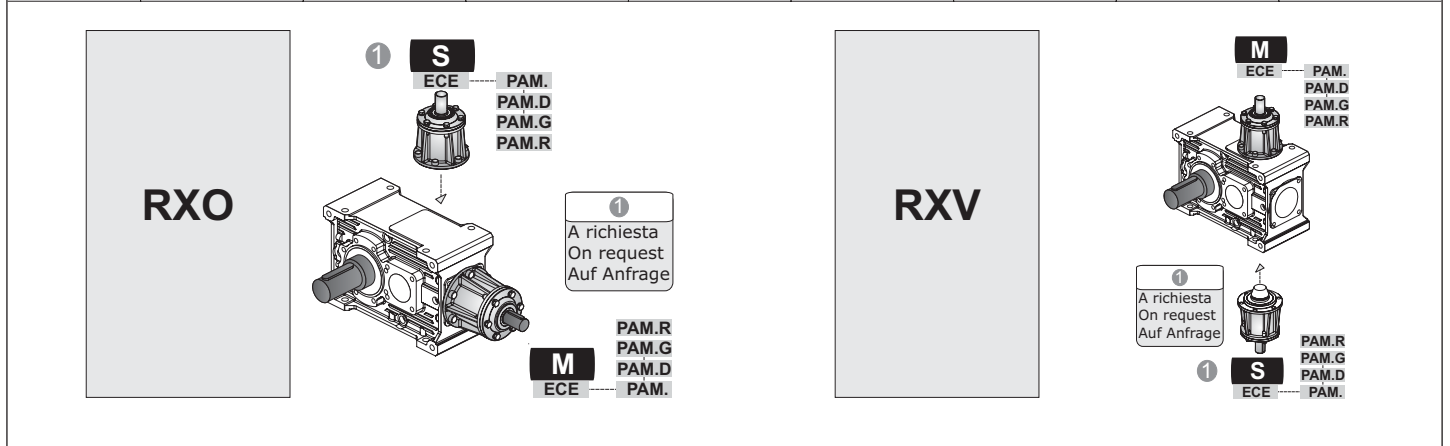 RXO
1
S
ECE
PAM.
PAM.D
PAM.G
PAM.R
1
A richiesta
On request
Auf Anfrage
PAM.R
PAM.G
M
PAM.D
ECE
PAM.
RXV
M
ECE
PAM.
PAM.D
PAM.G
PAM.R
1
A richiesta
On request
Auf Anfrage
PAM.R
PAM.G
1
S
PAM.D
ECE
PAM.